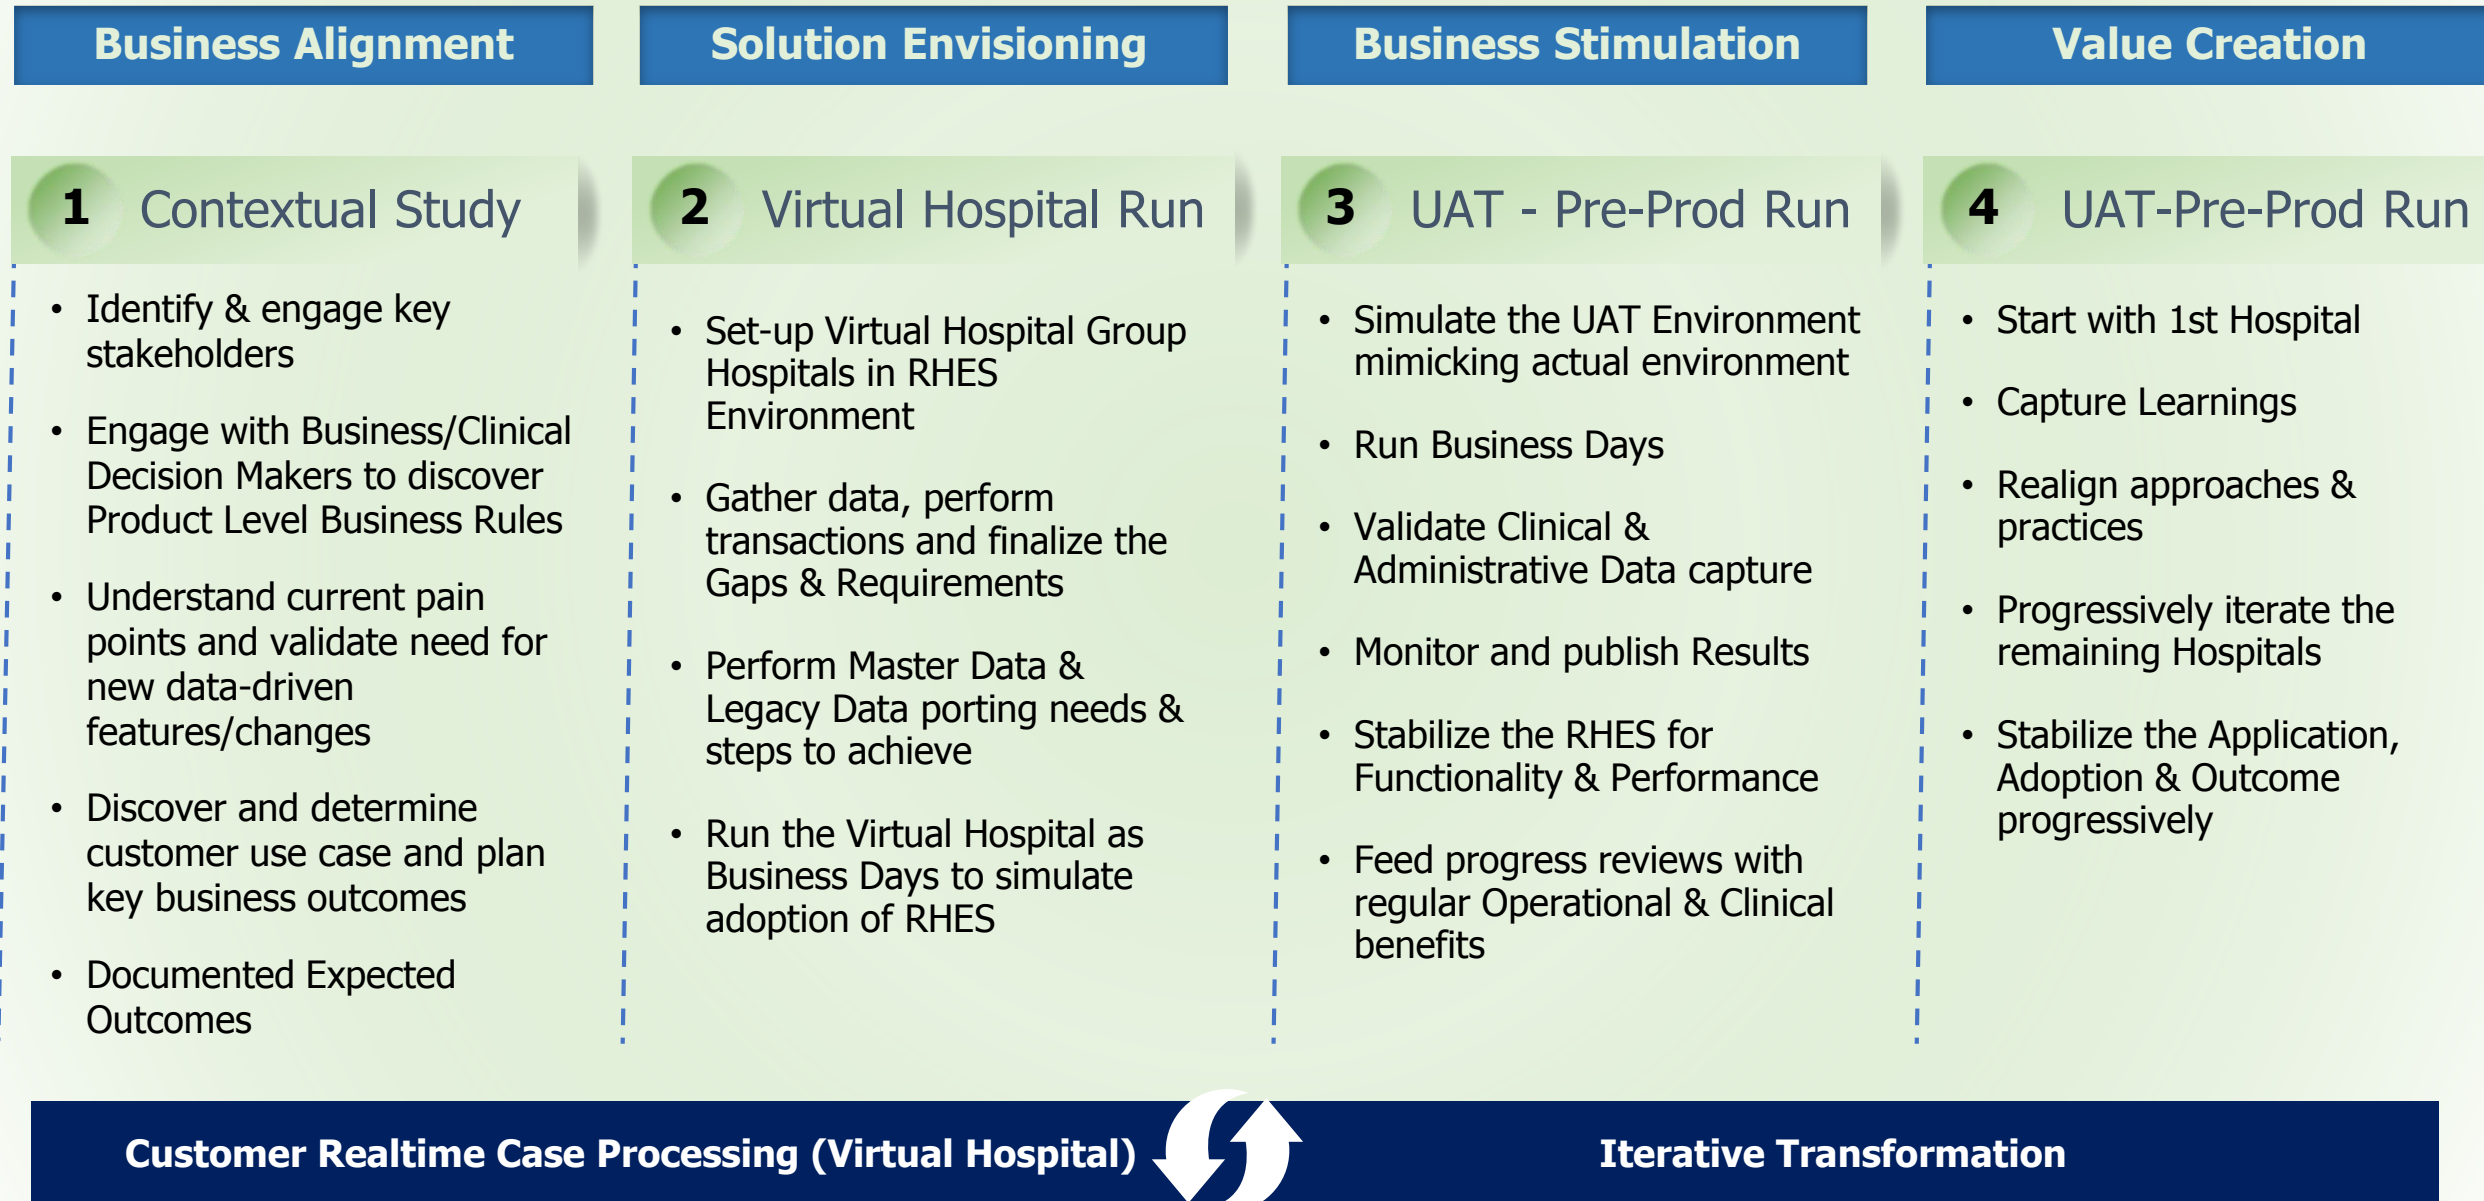 Business Alignment
Solution Envisioning
Business Stimulation
Value Creation
1 Contextual Study
• Identify & engage key
stakeholders
• Engage with Business/Clinical
Decision Makers to discover
Product Level Business Rules
• Understand current pain
points and validate need for
new data-driven
features/changes
• Discover and determine
customer use case and plan
key business outcomes
• Documented Expected
Outcomes
2 Virtual Hospital Run
• Set-up Virtual Hospital Group
Hospitals in RHES
Environment
• Gather data, perform
transactions and finalize the
Gaps & Requirements
• Perform Master Data &
Legacy Data porting needs &
steps to achieve
• Run the Virtual Hospital as
Business Days to simulate
adoption of RHES
3 UAT - Pre-Prod Run
• Simulate the UAT Environment
mimicking actual environment
• Run Business Days
• Validate Clinical &
Administrative Data capture
• Monitor and publish Results
• Stabilize the RHES for
Functionality & Performance
• Feed progress reviews with
regular Operational & Clinical
benefits
4 UAT-Pre-Prod Run
• Start with 1st Hospital
• Capture Learnings
• Realign approaches &
practices
• Progressively iterate the
remaining Hospitals
• Stabilize the Application,
Adoption & Outcome
progressively
Customer Realtime Case Processing (Virtual Hospital)
Iterative Transformation